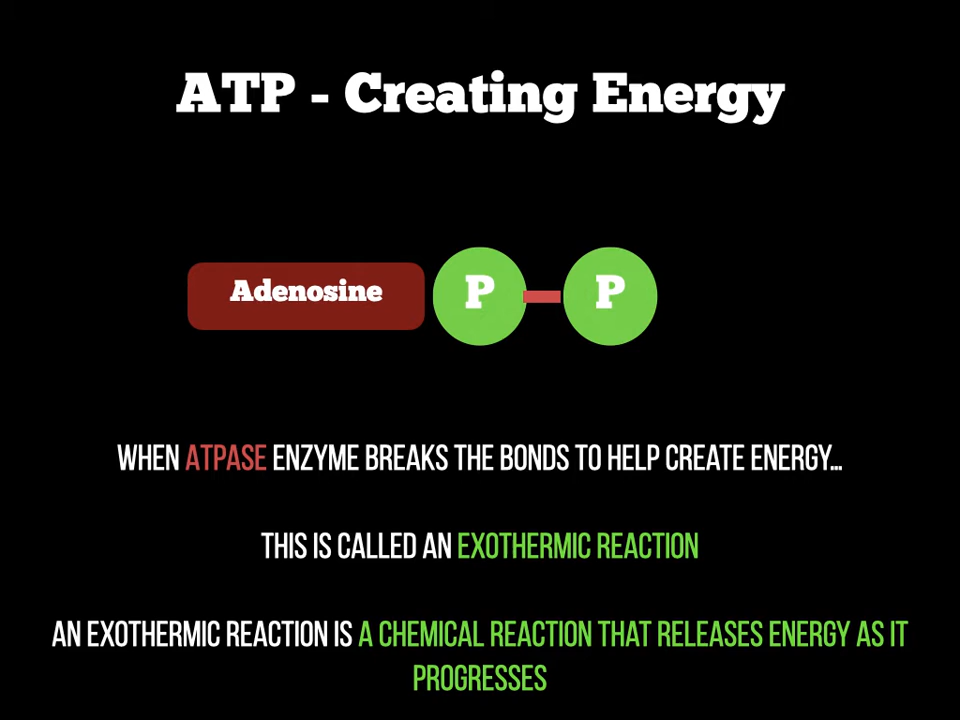 ATP - Creating Energy
Adenosine P P
WHEN ATPASE ENZYME BREAKS THE BONDS TO HELP CREATE ENERGY...
THIS IS CALLED AN EXOTHERMIC REACTION
AN EXOTHERMIC REACTION IS A CHEMICAL REACTION THAT RELEASES ENERGY AS IT
PROGRESSES